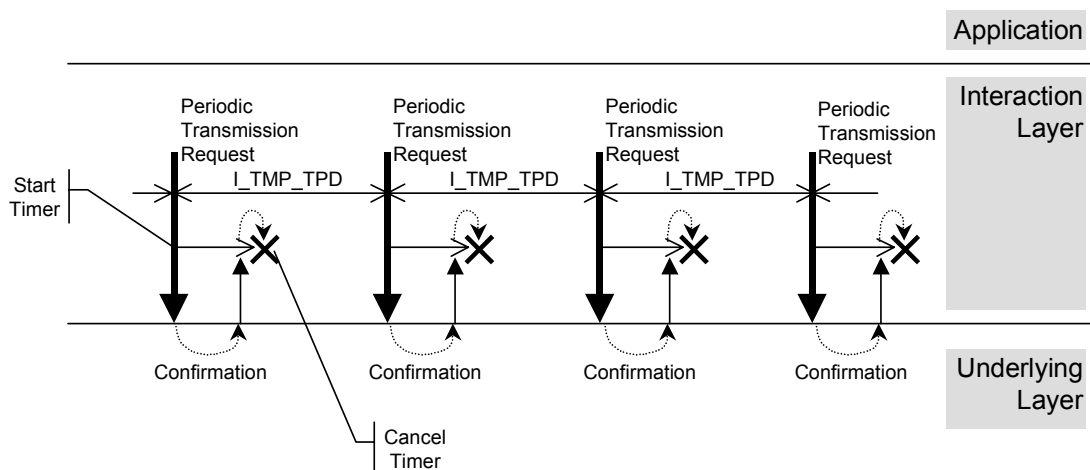 Application
Interaction
Layer
Periodic
Transmission
Request
Periodic
Transmission
Request
Periodic
Transmission
Request
Periodic
Transmission
Request
I_TMP_TPD
I_TMP_TPD
I_TMP_TPD
Start
Timer
Confirmation
Confirmation
Confirmation
Confirmation
Underlying
Layer
Cancel
Timer